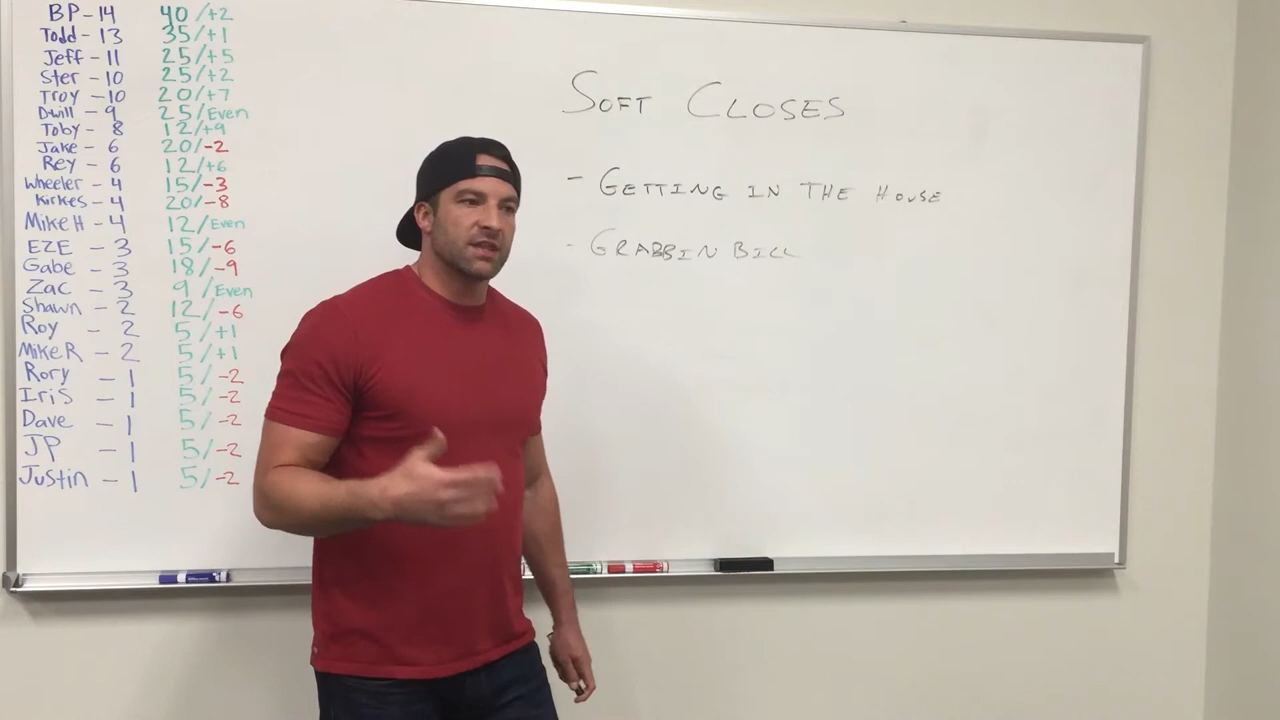 BP - 14 40/+2
Todd - 13 35/+1
Jeff - 11 25/+5
Ster - 10 25/+2
Troy - 10 20/+7
Dwill - 9 25/Even
Toby - 8 12/+9
Jake - 6 20/-2
Rey - 6 12/+6
Wheeler - 4 15/-3
Kirkes - 4 20/-8
Mike H - 4 12/Even
EZE - 3 15/-6
Gabe - 3 18/-9
Zac - 3 9/Even
Shawn - 2 12/-6
Roy - 2 5/+1
Mike R - 2 5/+1
Rory - 1 5/-2
Iris - 1 5/-2
Dave - 1 5/-2
JP - 1 5/-2
Justin - 1 5/-2
SOFT CLOSES
- GETTING IN THE HOUSE
- GRABBIN BILL